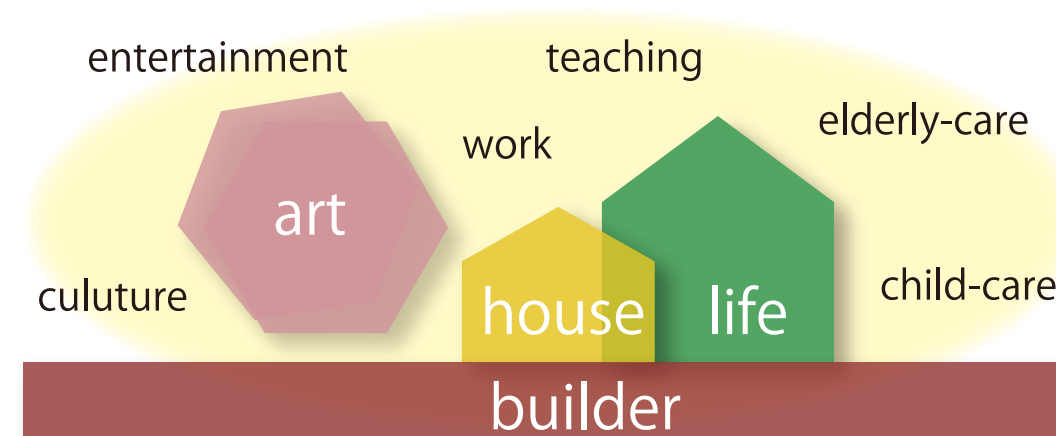 entertainment
teaching
elderly-care
work
art
culuture
child-care
house
life
builder